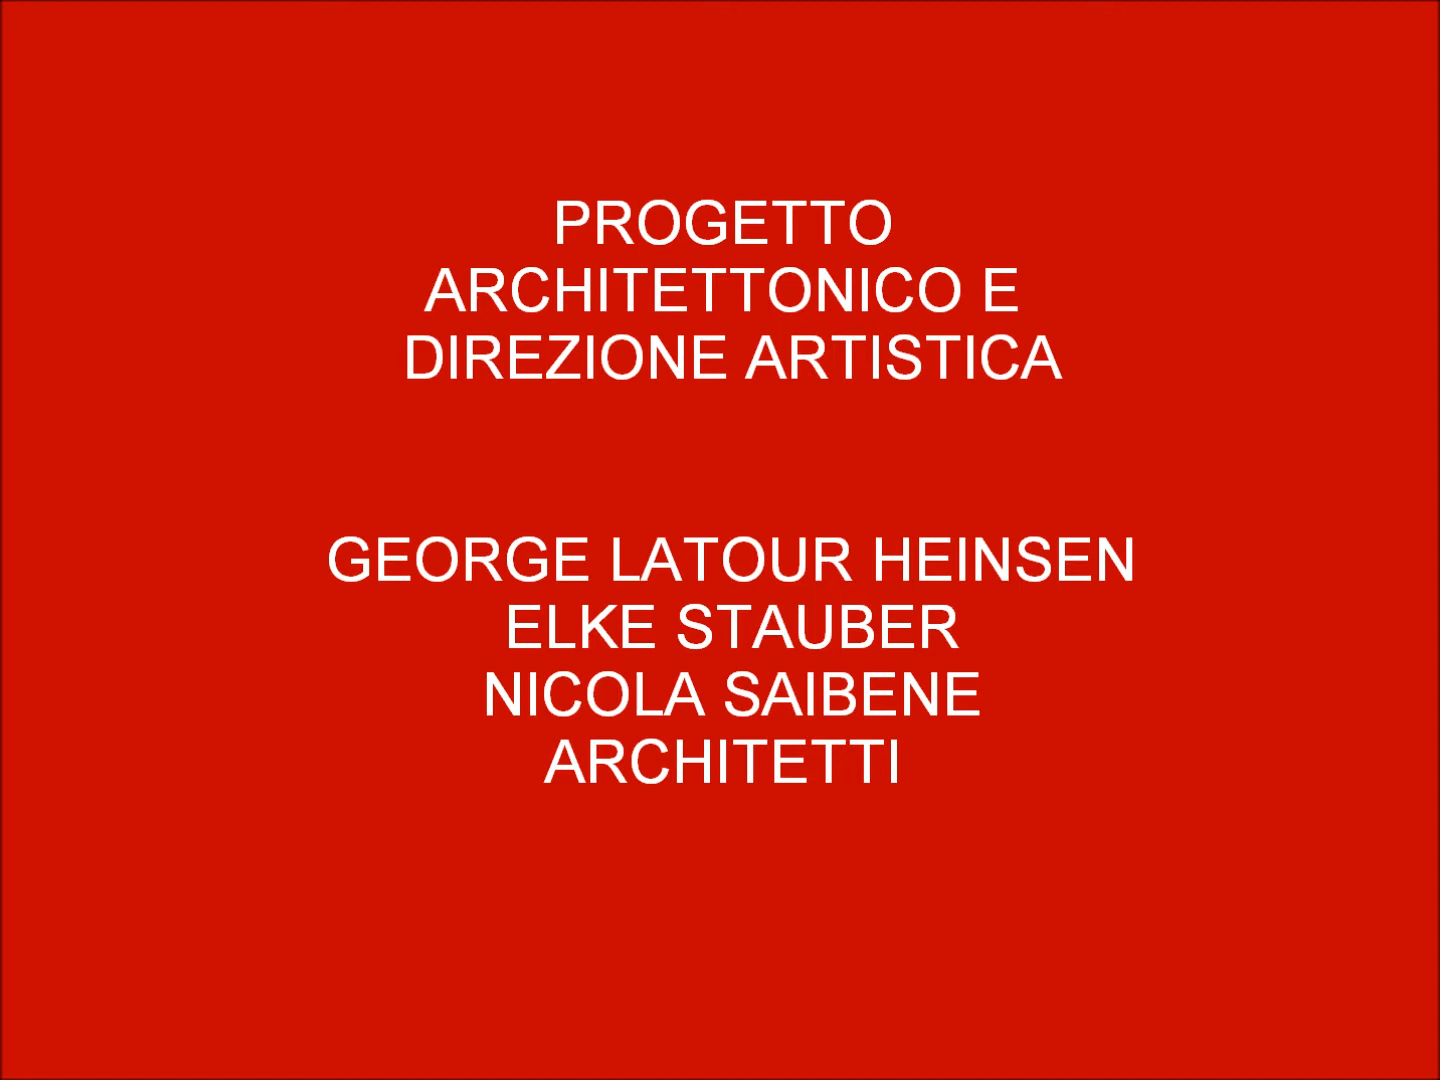 PROGETTO
ARCHITETTONICO E
DIREZIONE ARTISTICA
GEORGE LATOUR HEINSEN
ELKE STAUBER
NICOLA SAIBENE
ARCHITETTI